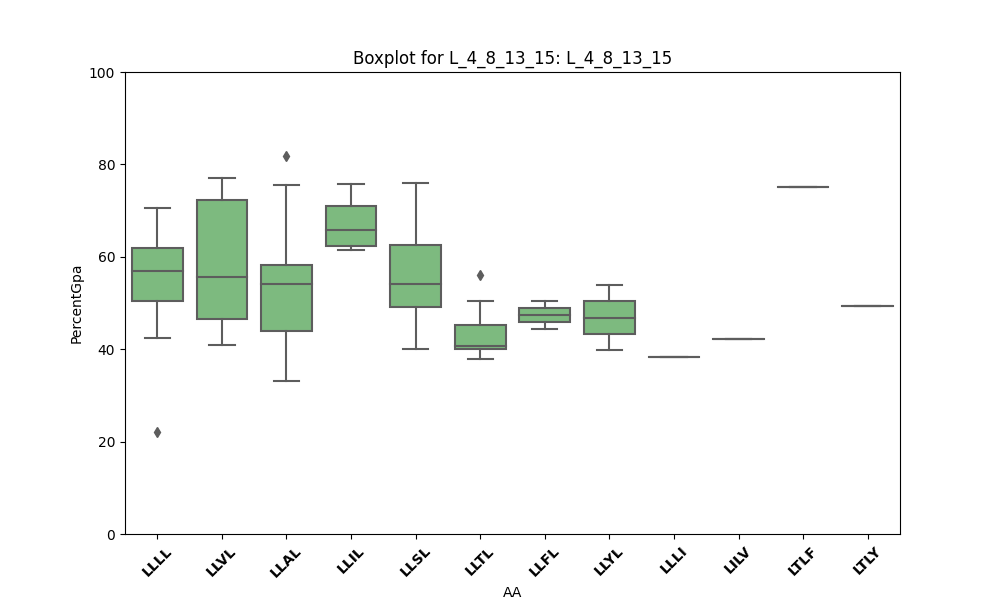 Boxplot for L_4_8_13_15: L_4_8_13_15
100
80
60
40
20
0
PercentGpa
LLLL LLVL LLAL LLIL LLSL LLTL LLFL LLYL LLLI LILV LTLF LTLY
AA